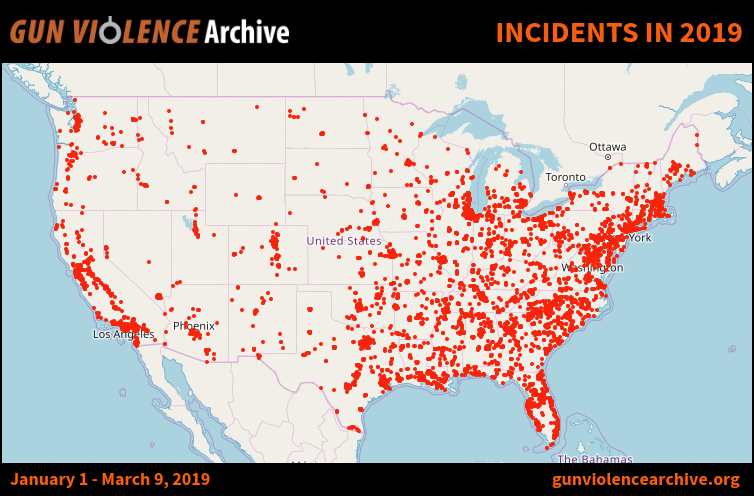 GUN VIOLENCE Archive
INCIDENTS IN 2019
Ottawa
Toronto
York
United States
Washington
Phoenix
Los Angeles
The Bahamas
January 1 - March 9, 2019
gunviolencearchive.org